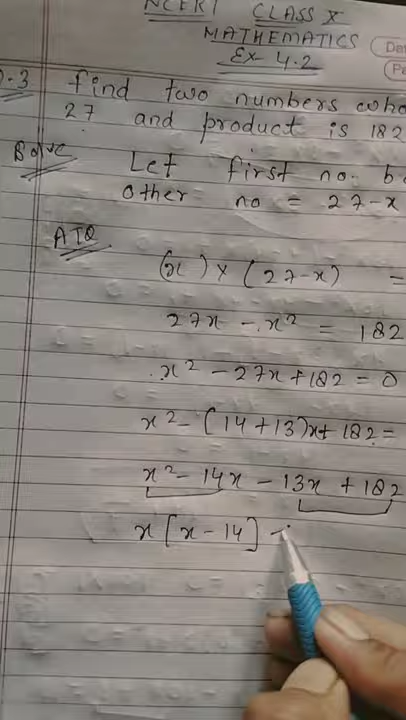 NCERT CLASS X
MATHEMATICS
Ex 4.2
Q.3 find two numbers
27 and product is 182
Solve Let first no.
other no = 27-x
ATQ
(x) × (27-x) =
27x - x² = 182
x² - 27x + 182 = 0
x² - (14+13)x + 182 =
x² - 14x - 13x + 182
x[x - 14] -